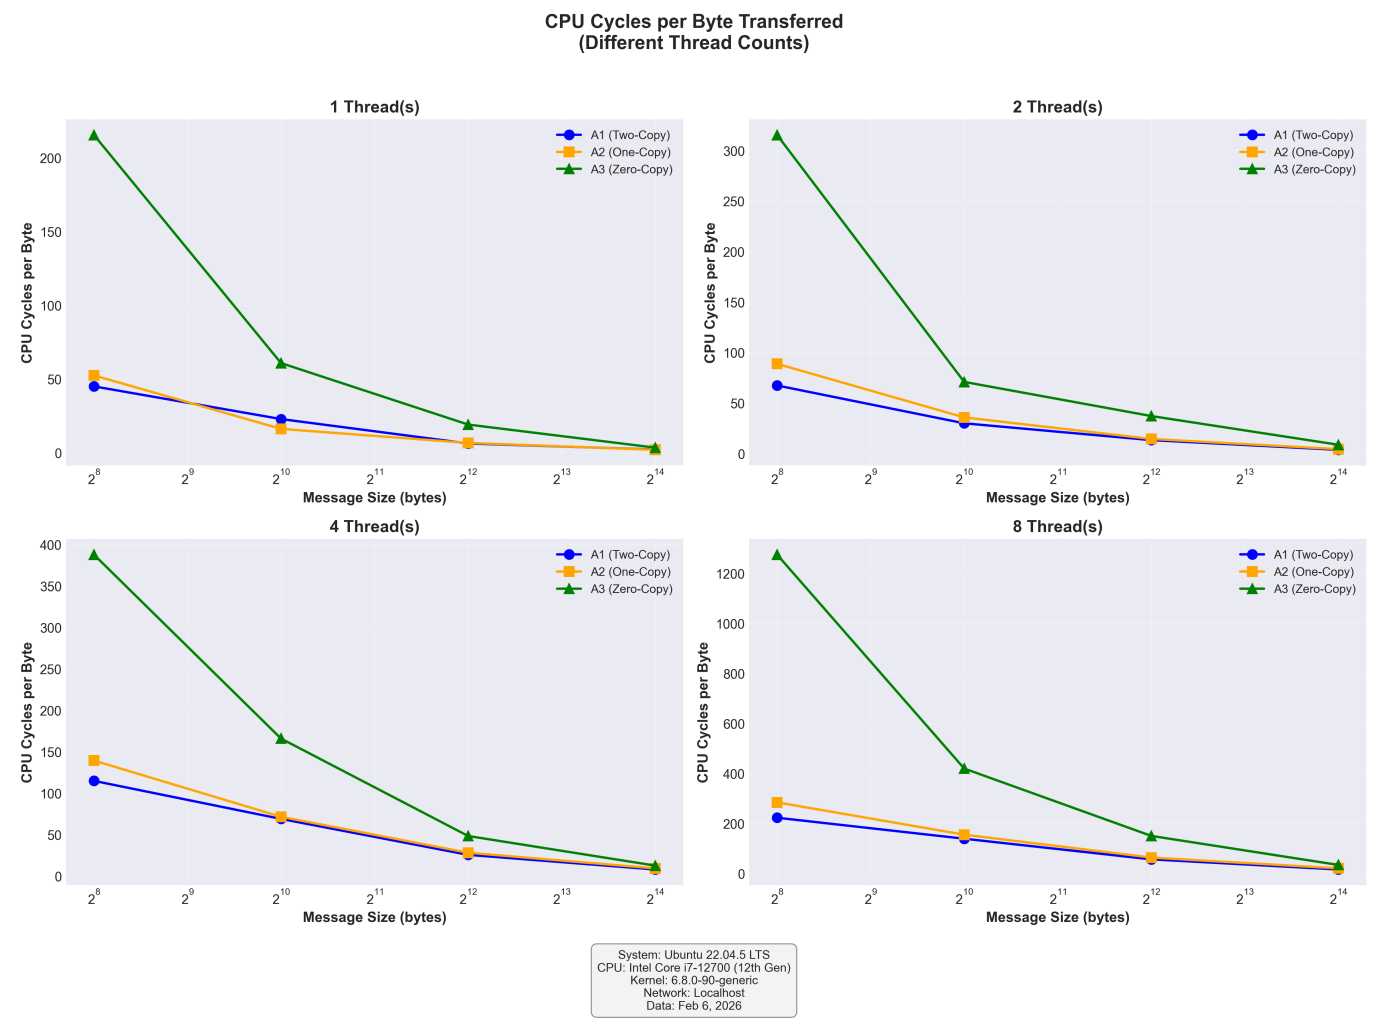 CPU Cycles per Byte Transferred
(Different Thread Counts)
1 Thread(s)
CPU Cycles per Byte
200
150
100
50
0
A1 (Two-Copy)
A2 (One-Copy)
A3 (Zero-Copy)
2^8 2^9 2^10 2^11 2^12 2^13 2^14
Message Size (bytes)
2 Thread(s)
CPU Cycles per Byte
300
250
200
150
100
50
0
A1 (Two-Copy)
A2 (One-Copy)
A3 (Zero-Copy)
2^8 2^9 2^10 2^11 2^12 2^13 2^14
Message Size (bytes)
4 Thread(s)
CPU Cycles per Byte
400
350
300
250
200
150
100
50
0
A1 (Two-Copy)
A2 (One-Copy)
A3 (Zero-Copy)
2^8 2^9 2^10 2^11 2^12 2^13 2^14
Message Size (bytes)
8 Thread(s)
CPU Cycles per Byte
1200
1000
800
600
400
200
0
A1 (Two-Copy)
A2 (One-Copy)
A3 (Zero-Copy)
2^8 2^9 2^10 2^11 2^12 2^13 2^14
Message Size (bytes)
System: Ubuntu 22.04.5 LTS
CPU: Intel Core i7-12700 (12th Gen)
Kernel: 6.8.0-90-generic
Network: Localhost
Data: Feb 6, 2026